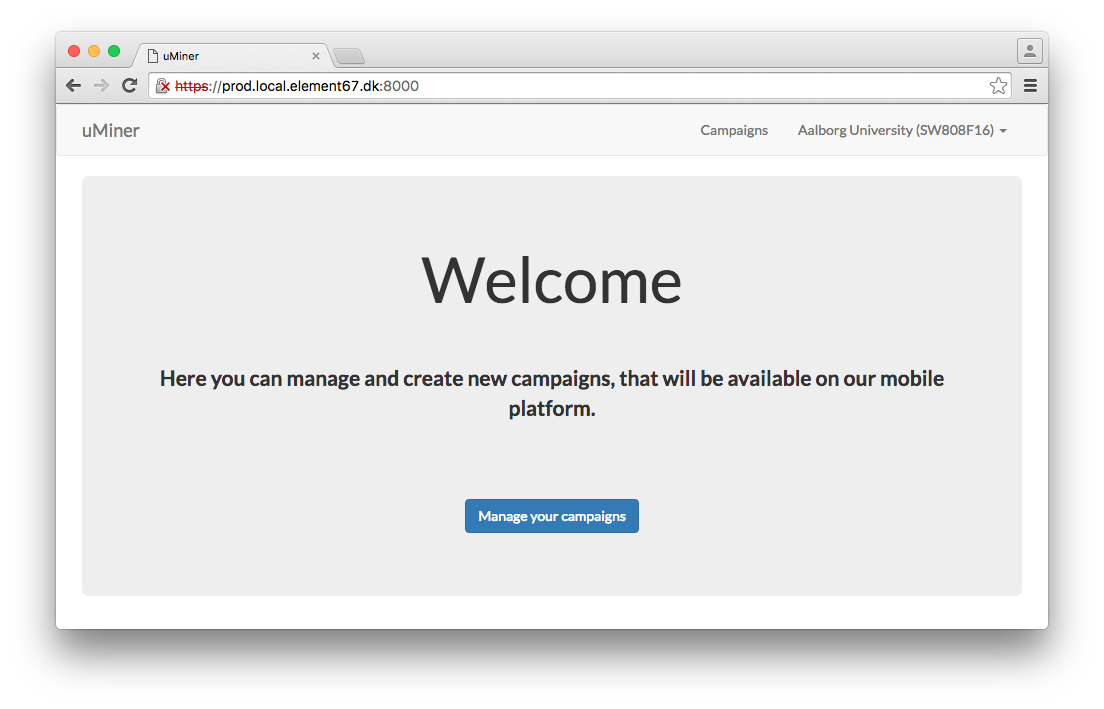 uMiner
https://prod.local.element67.dk:8000
uMiner
Campaigns
Aalborg University (SW808F16)
Welcome
Here you can manage and create new campaigns, that will be available on our mobile
platform.
Manage your campaigns